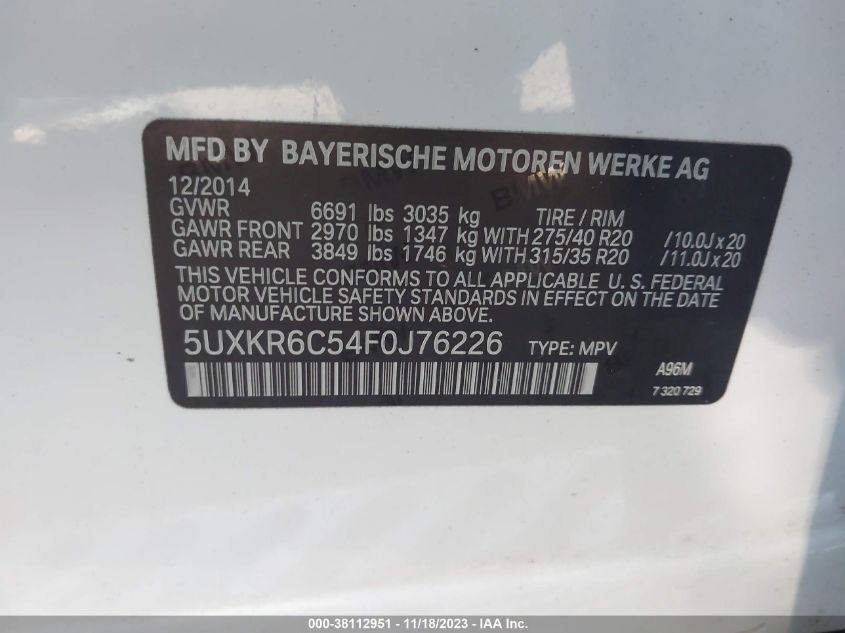 MFD BY BAYERISCHE MOTOREN WERKE AG
12/2014
GVWR 6691 lbs 3035 kg TIRE / RIM
GAWR FRONT 2970 lbs 1347 kg WITH 275/40 R20 /10.0J x 20
GAWR REAR 3849 lbs 1746 kg WITH 315/35 R20 /11.0J x 20
THIS VEHICLE CONFORMS TO ALL APPLICABLE U. S. FEDERAL
MOTOR VEHICLE SAFETY STANDARDS IN EFFECT ON THE DATE
OF MANUFACTURE SHOWN ABOVE.
5UXKR6C54F0J76226 TYPE: MPV
A96M
7 320 729
000-38112951 - 11/18/2023 - IAAI.com